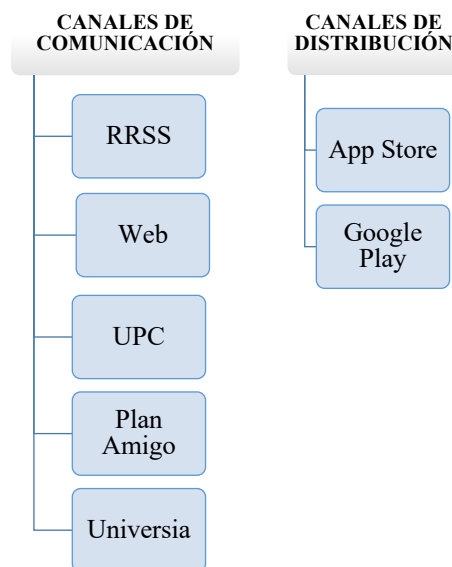 CANALES DE
COMUNICACIÓN
RRSS
Web
UPC
Plan
Amigo
Universia
CANALES DE
DISTRIBUCIÓN
App Store
Google
Play